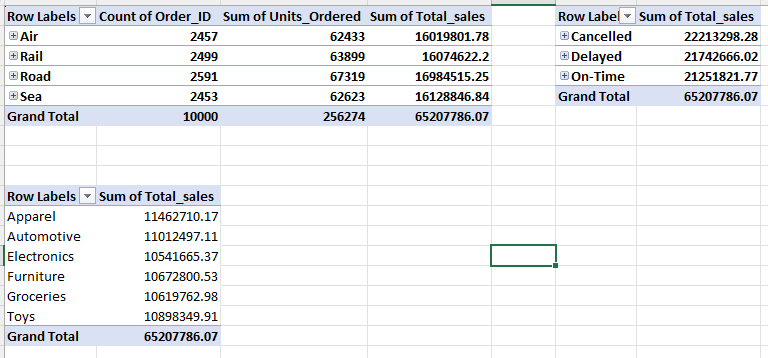 Row Labels Count of Order_ID Sum of Units_Ordered Sum of Total_sales
Air 2457 62433 16019801.78
Rail 2499 63899 16074622.2
Road 2591 67319 16984515.25
Sea 2453 62623 16128846.84
Grand Total 10000 256274 65207786.07
Row Label Sum of Total_sales
Cancelled 22213298.28
Delayed 21742666.02
On-Time 21251821.77
Grand Total 65207786.07
Row Labels Sum of Total_sales
Apparel 11462710.17
Automotive 11012497.11
Electronics 10541665.37
Furniture 10672800.53
Groceries 10619762.98
Toys 10898349.91
Grand Total 65207786.07